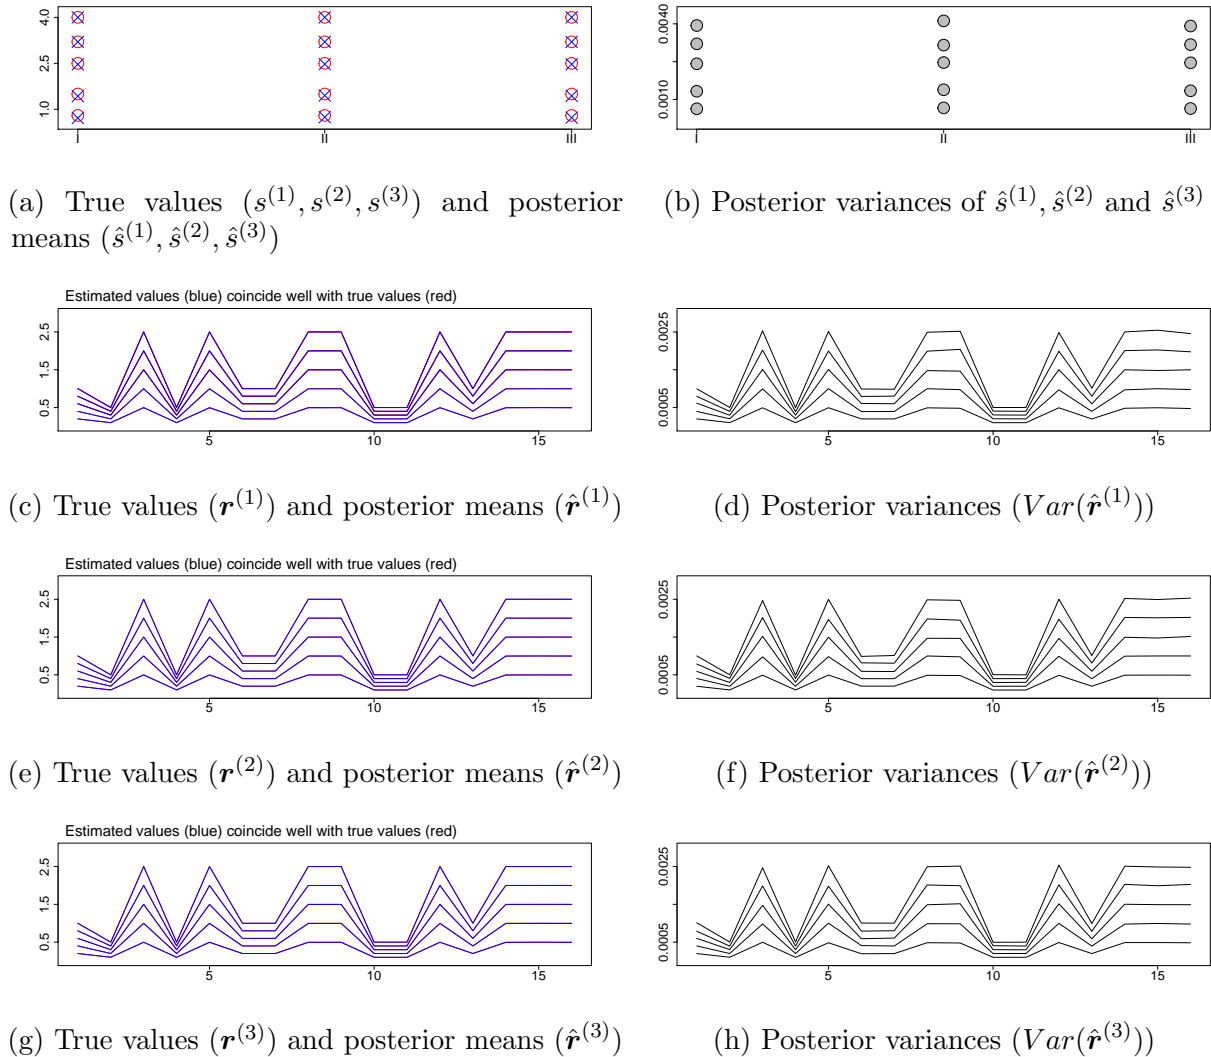 4.0
2.5
1.0
i ii iii
0.0040
0.0010
i ii iii
(a) True values (s^(1), s^(2), s^(3)) and posterior
means (ŝ^(1), ŝ^(2), ŝ^(3))
(b) Posterior variances of ŝ^(1), ŝ^(2) and ŝ^(3)
Estimated values (blue) coincide well with true values (red)
2.5
1.5
0.5
5 10 15
0.0025
0.0005
5 10 15
(c) True values (r^(1)) and posterior means (r̂^(1))
(d) Posterior variances (Var(r̂^(1)))
Estimated values (blue) coincide well with true values (red)
2.5
1.5
0.5
5 10 15
0.0025
0.0005
5 10 15
(e) True values (r^(2)) and posterior means (r̂^(2))
(f) Posterior variances (Var(r̂^(2)))
Estimated values (blue) coincide well with true values (red)
2.5
1.5
0.5
5 10 15
0.0025
0.0005
5 10 15
(g) True values (r^(3)) and posterior means (r̂^(3))
(h) Posterior variances (Var(r̂^(3)))